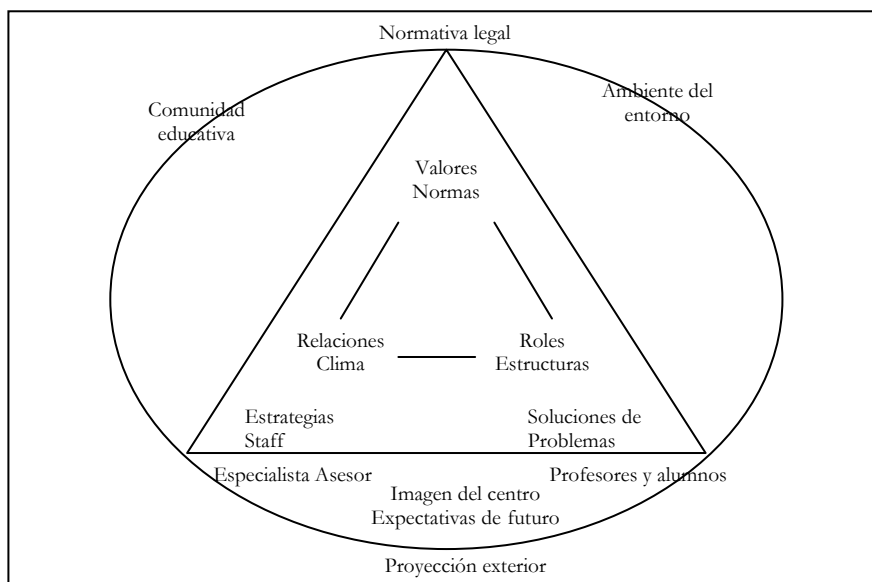 Normativa legal
Comunidad
educativa
Ambiente del
entorno
Valores
Normas
Relaciones
Clima
Roles
Estructuras
Estrategias
Staff
Soluciones de
Problemas
Especialista Asesor
Profesores y alumnos
Imagen del centro
Expectativas de futuro
Proyección exterior